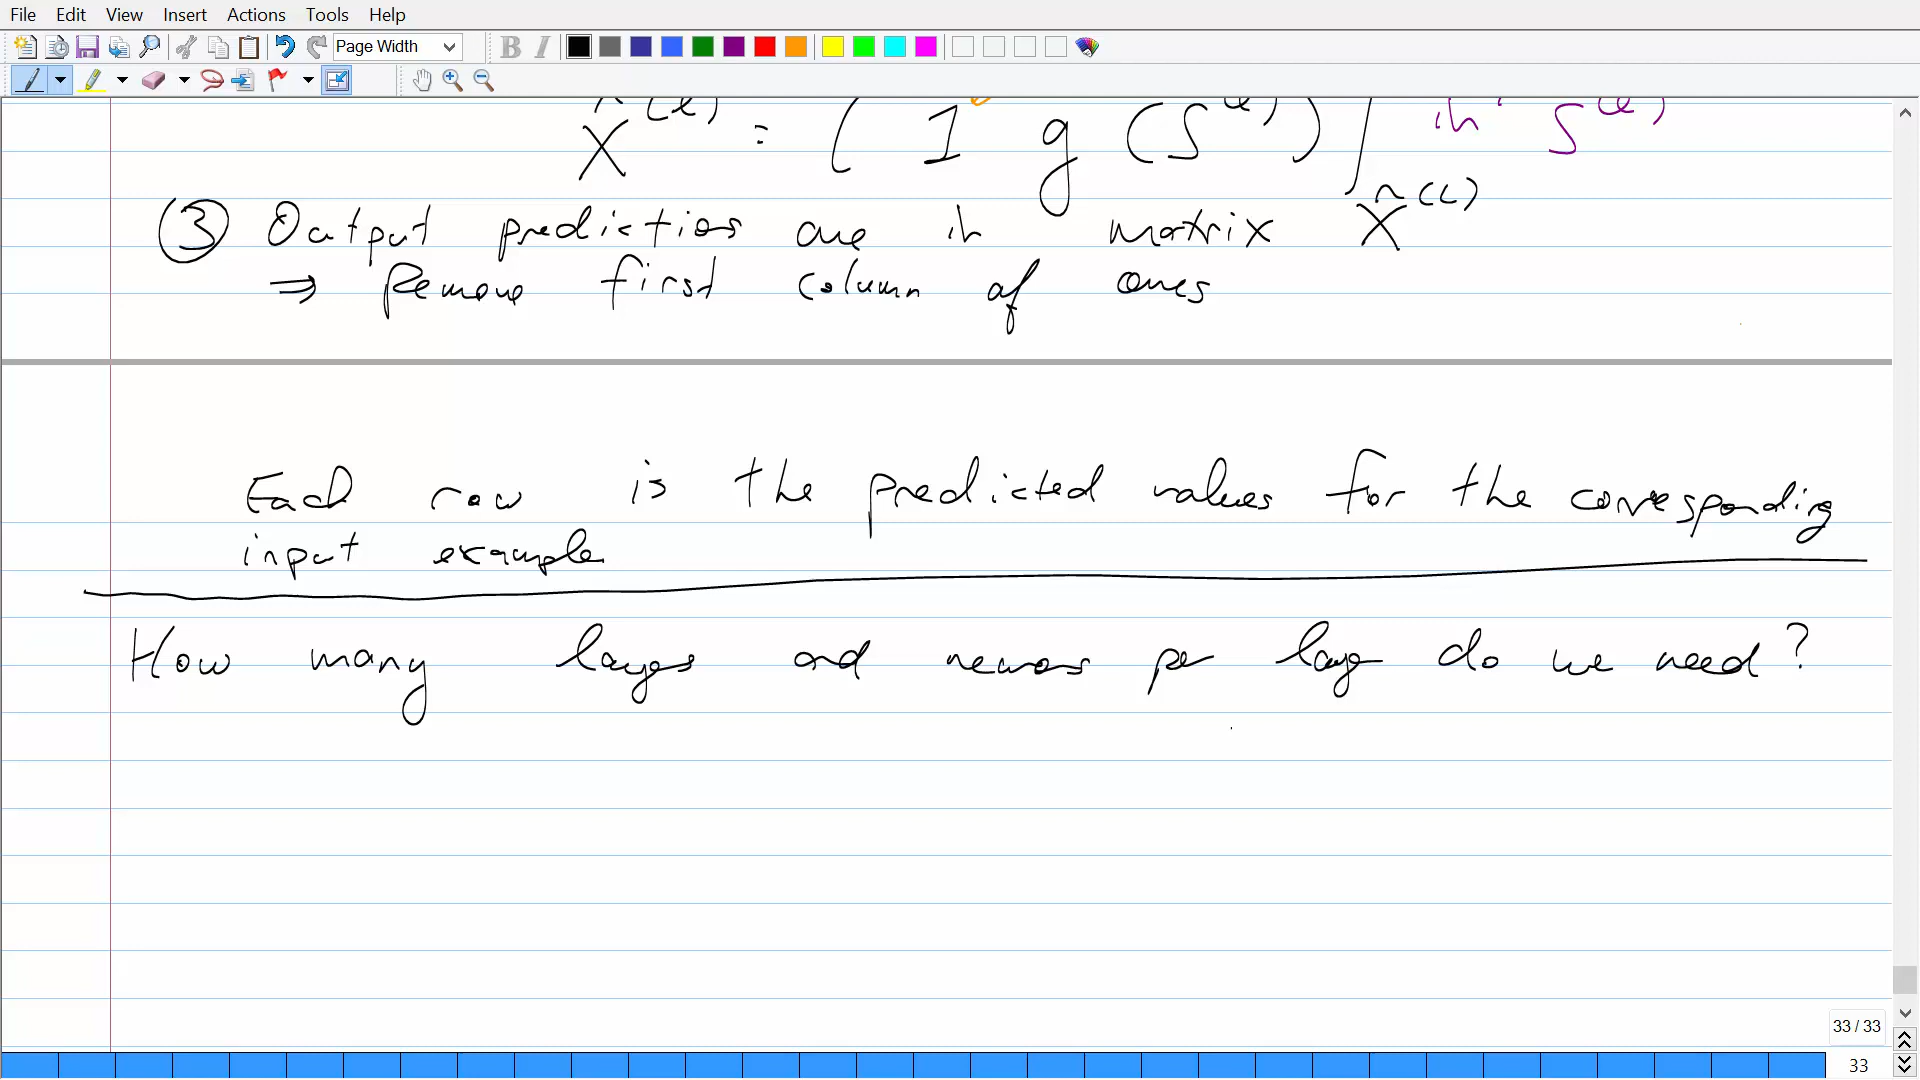 File Edit View Insert Actions Tools Help
Page Width B I
X̂^(ℓ) = (1 g(S^(ℓ))) in S^(ℓ)
③ Output predictions are in matrix X̂^(L)
⇒ Remove first column of ones
Each row is the predicted values for the corresponding
input example
How many layers and neurons per layer do we need?
33 / 33
33